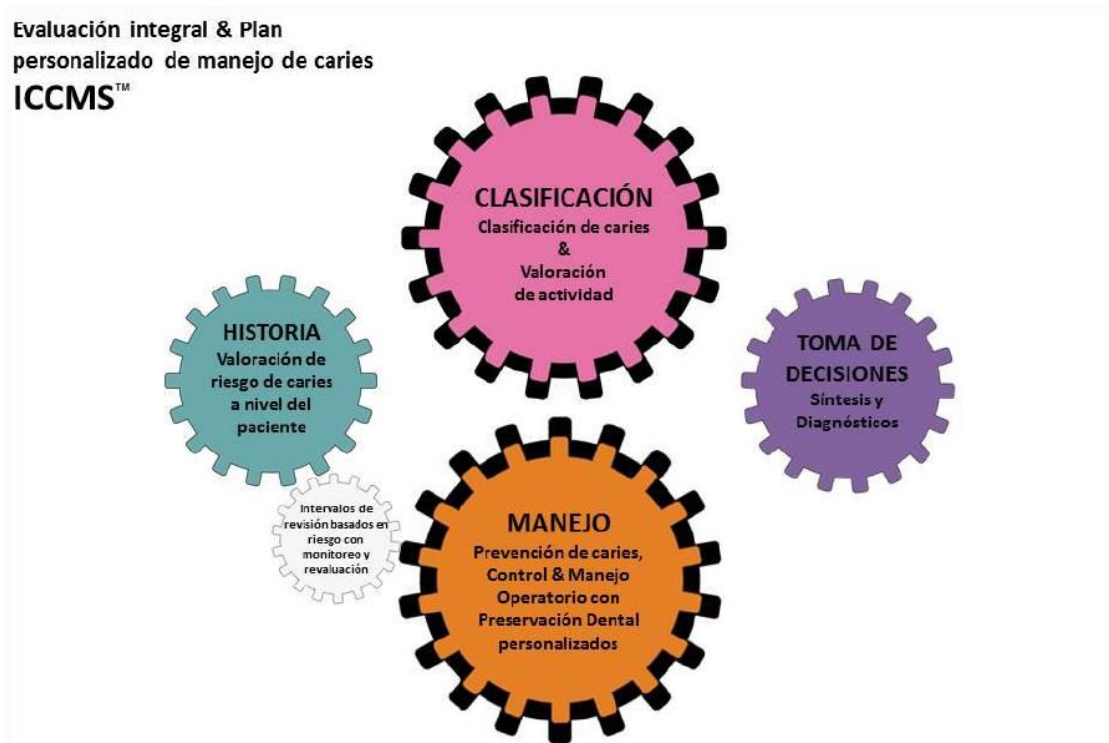 Evaluación integral & Plan
personalizado de manejo de caries
ICCMS™
CLASIFICACIÓN
Clasificación de caries
&
Valoración
de actividad
HISTORIA
Valoración de
riesgo de caries
a nivel del
paciente
TOMA DE
DECISIONES
Síntesis y
Diagnósticos
Intervalos de
revisión basados en
riesgo con
monitoreo y
revaluación
MANEJO
Prevención de caries,
Control & Manejo
Operatorio con
Preservación Dental
personalizados